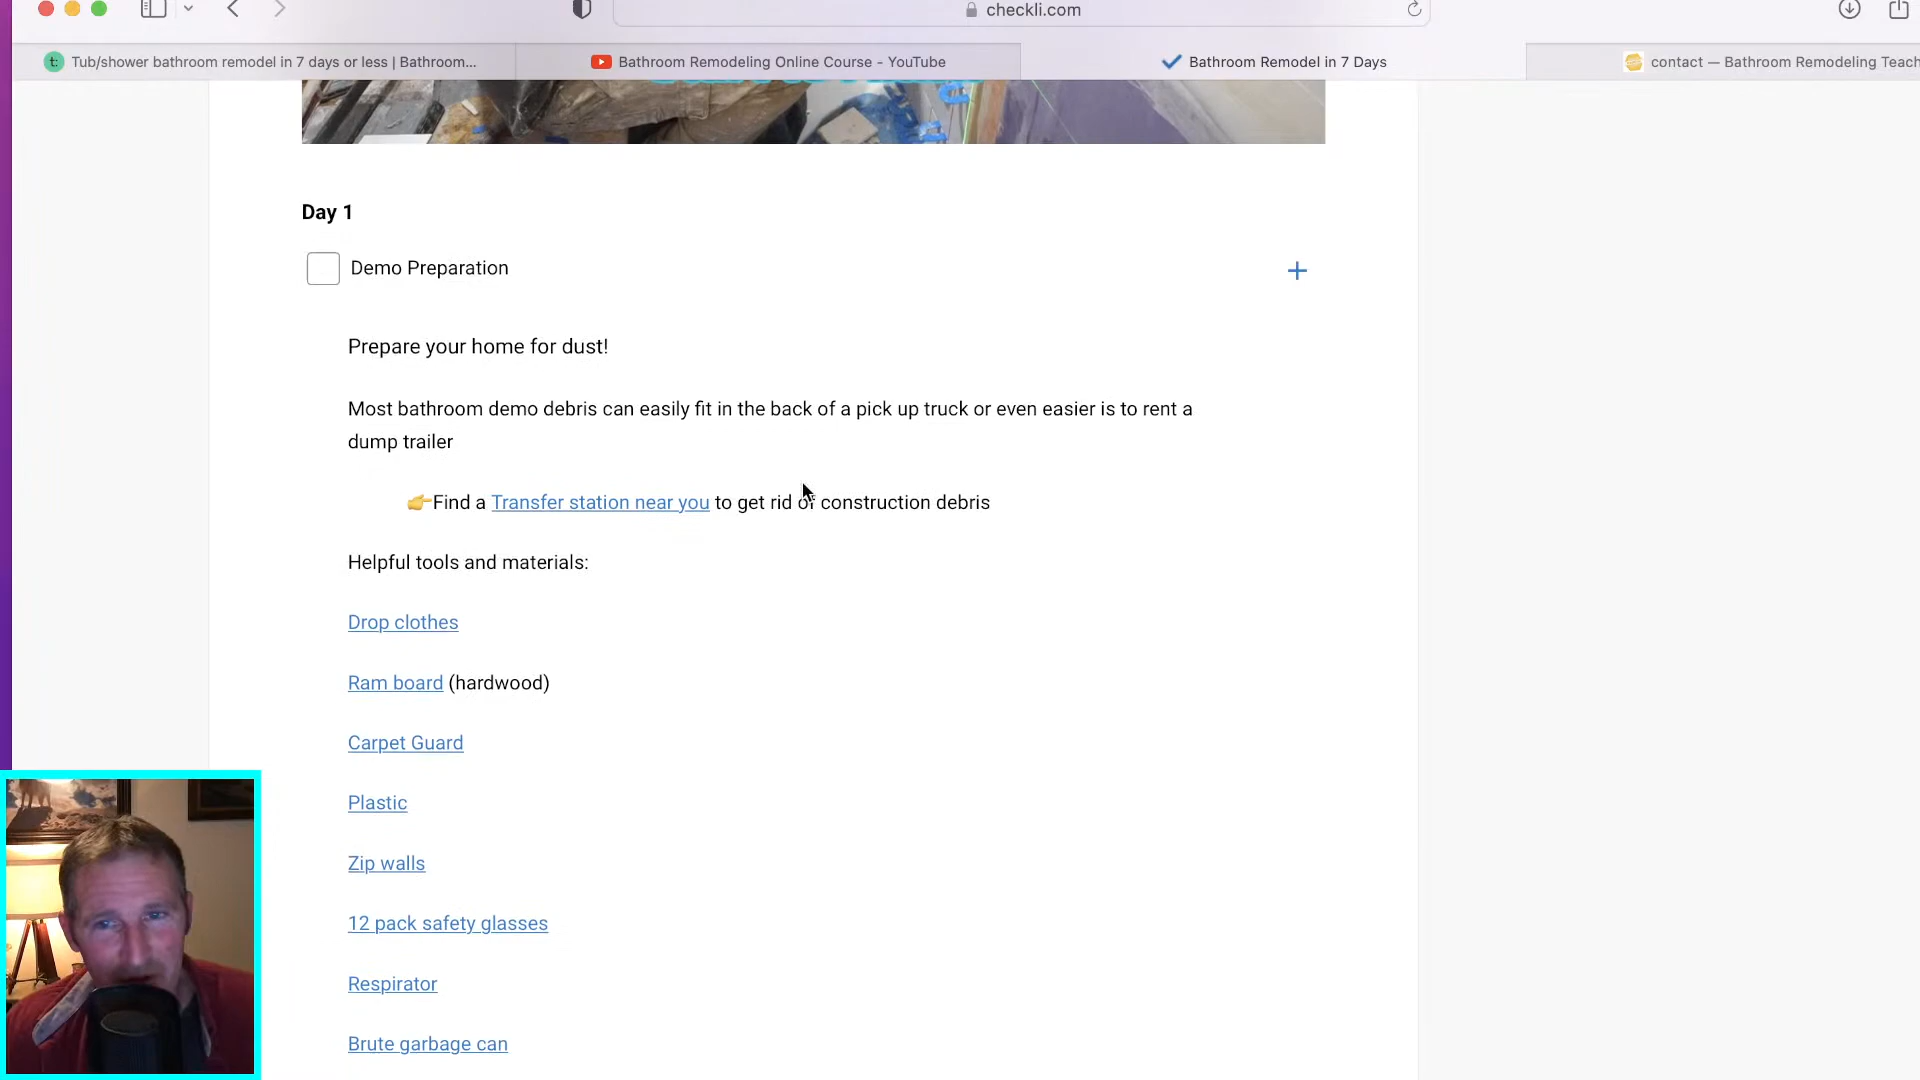 checkli.com
Tub/shower bathroom remodel in 7 days or less | Bathroom...
Bathroom Remodeling Online Course - YouTube
Bathroom Remodel in 7 Days
contact — Bathroom Remodeling Teach
Day 1
Demo Preparation
Prepare your home for dust!
Most bathroom demo debris can easily fit in the back of a pick up truck or even easier is to rent a
dump trailer
👉Find a Transfer station near you to get rid of construction debris
Helpful tools and materials:
Drop clothes
Ram board (hardwood)
Carpet Guard
Plastic
Zip walls
12 pack safety glasses
Respirator
Brute garbage can